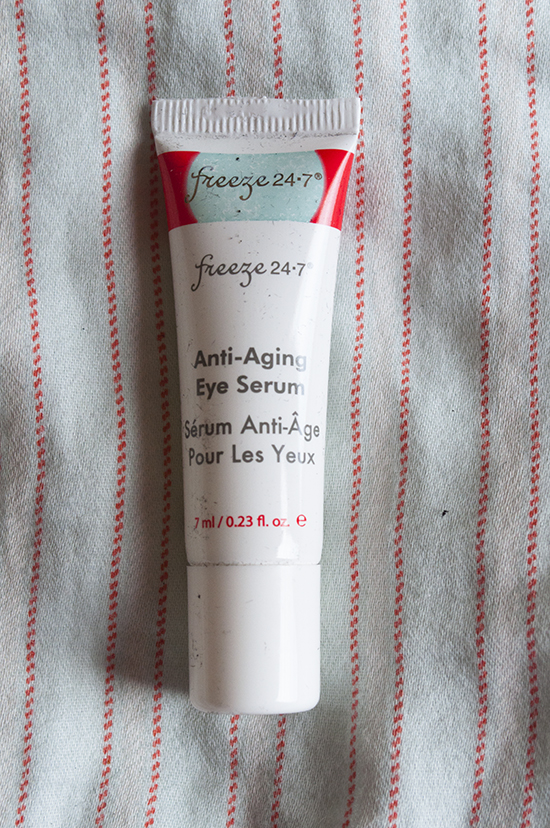 freeze 24•7®
freeze 24•7®
Anti-Aging
Eye Serum
Sérum Anti-Âge
Pour Les Yeux
7 ml / 0.23 fl. oz. ℮